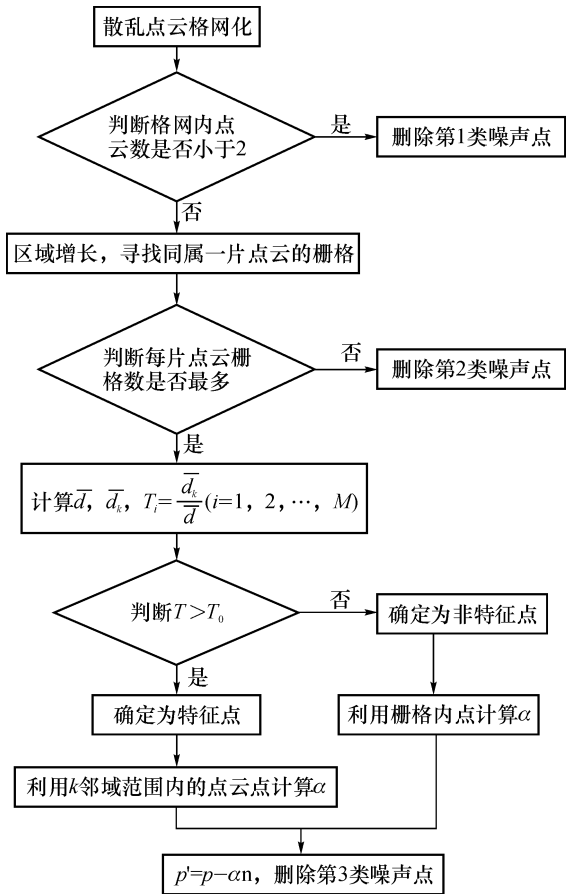 散乱点云格网化
判断格网内点
云数是否小于2
是
删除第1类噪声点
否
区域增长，寻找同属一片点云的栅格
判断每片点云栅
格数是否最多
否
删除第2类噪声点
是
计算d̅，d̅ₖ，Tᵢ=d̅ₖ/d̅(i=1，2，…，M)
判断T>T₀
否
确定为非特征点
是
确定为特征点
利用栅格内点计算α
利用k邻域范围内的点云点计算α
p'=p−αn，删除第3类噪声点